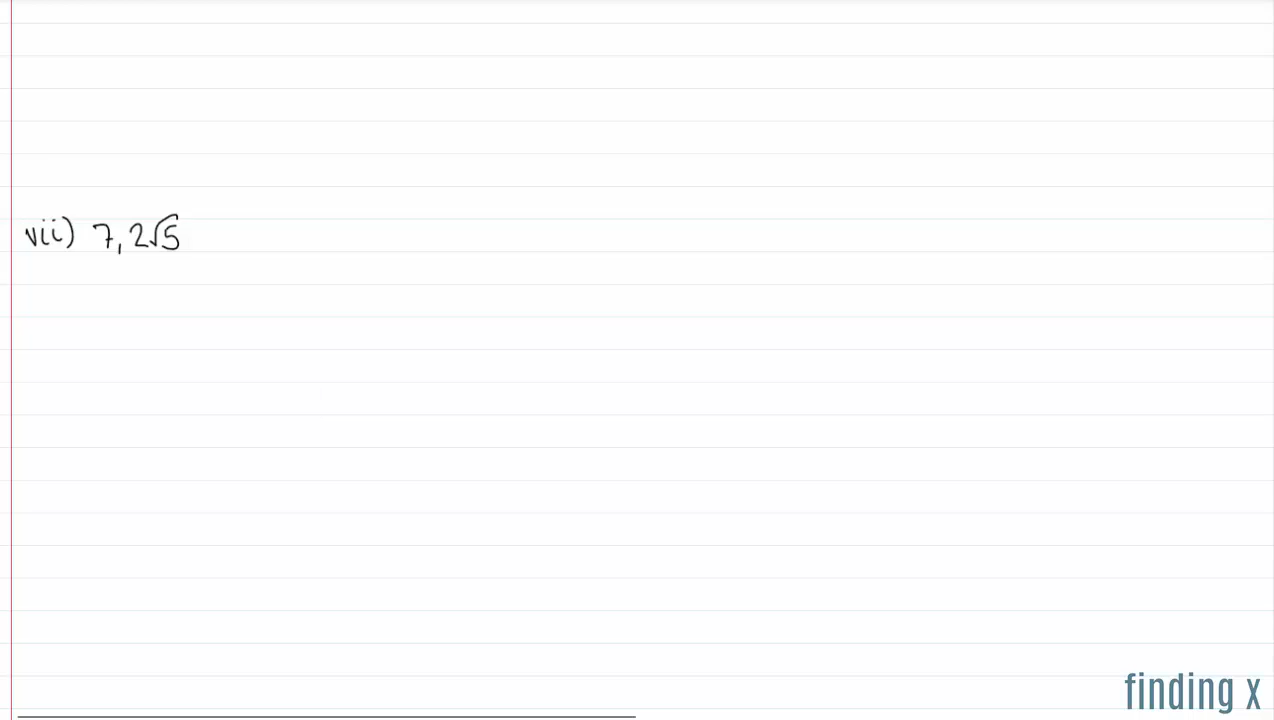 vii) 7, 2√5
finding x